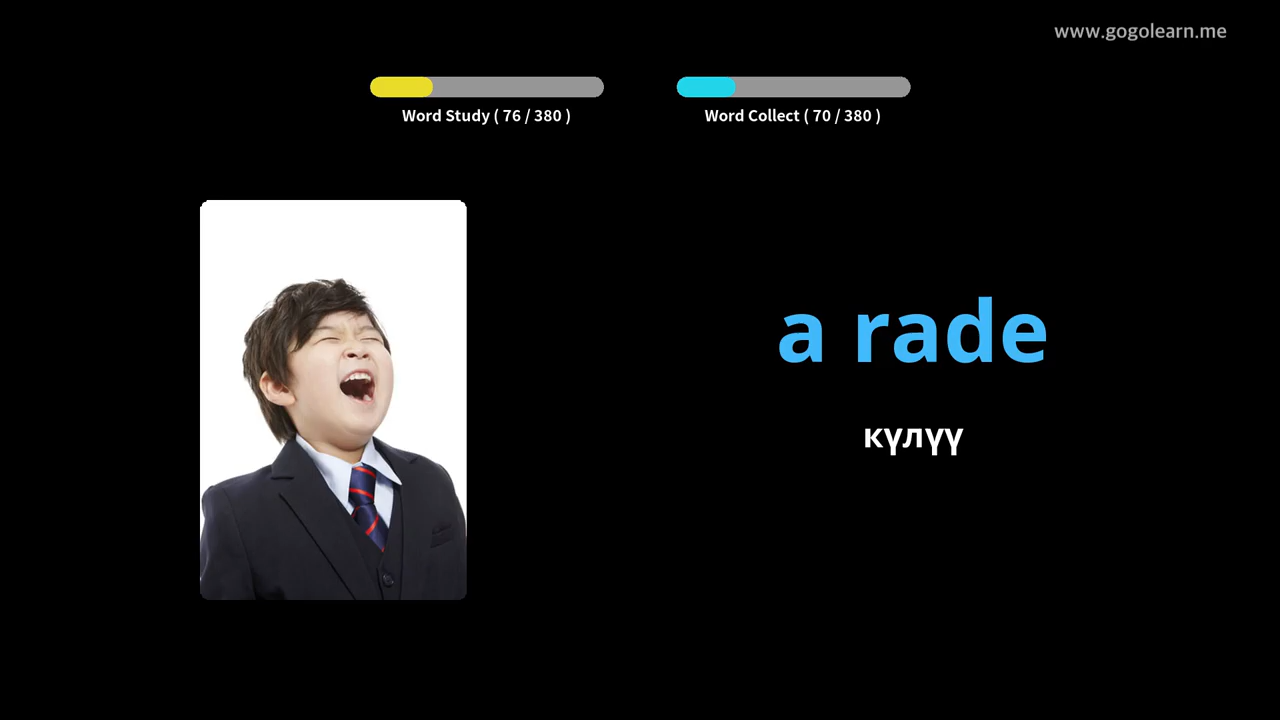 www.gogolearn.me
Word Study ( 76 / 380 )
Word Collect ( 70 / 380 )
a rade
күлүү